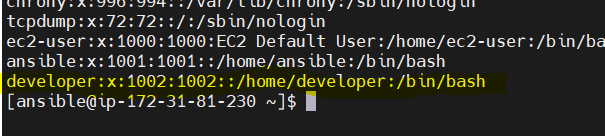 chrony:x:996:994::/var/lib/chrony:/sbin/nologin
tcpdump:x:72:72::/:/sbin/nologin
ec2-user:x:1000:1000:EC2 Default User:/home/ec2-user:/bin/ba
ansible:x:1001:1001::/home/ansible:/bin/bash
developer:x:1002:1002::/home/developer:/bin/bash
[ansible@ip-172-31-81-230 ~]$